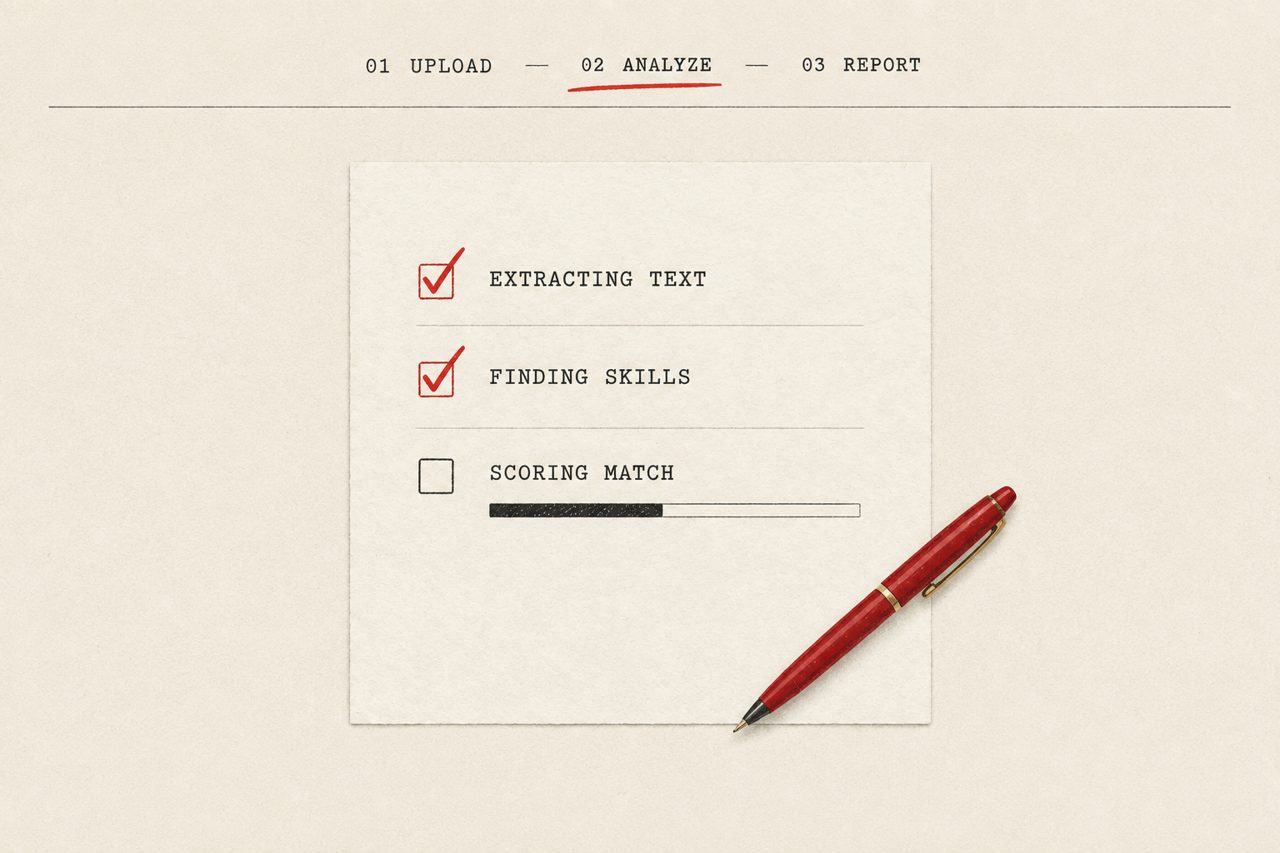 01 UPLOAD — 02 ANALYZE — 03 REPORT
EXTRACTING TEXT
FINDING SKILLS
SCORING MATCH